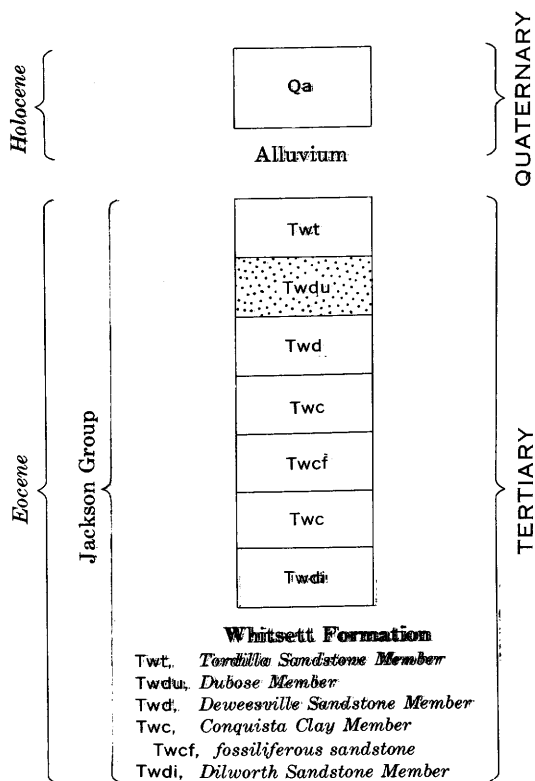 Holocene
Qa
QUATERNARY
Alluvium
Eocene
Jackson Group
Twt
Twdu
Twd
Twc
Twcf
Twc
Twdi
TERTIARY
Whitsett Formation
Twt, Tordilla Sandstone Member
Twdu, Dubose Member
Twd, Deweesville Sandstone Member
Twc, Conquista Clay Member
Twcf, fossiliferous sandstone
Twdi, Dilworth Sandstone Member